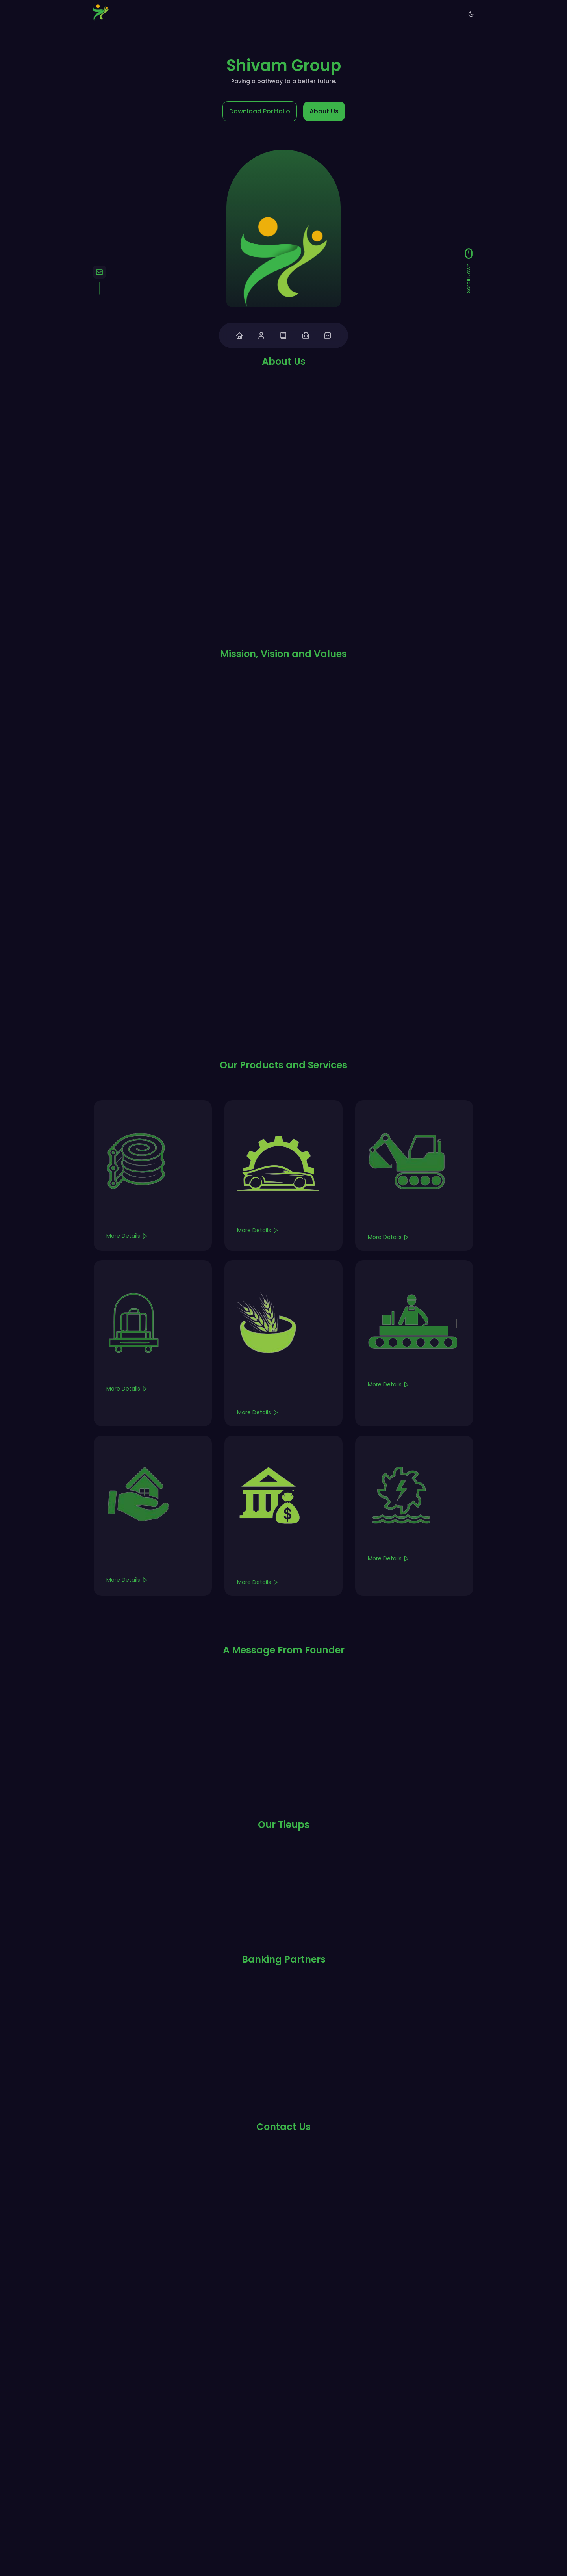 Shivam Group
Paving a pathway to a better future.
Download Portfolio
About Us
Scroll Down
About Us
Mission, Vision and Values
Our Products and Services
More Details
More Details
More Details
More Details
More Details
More Details
More Details
More Details
More Details
A Message From Founder
Our Tieups
Banking Partners
Contact Us